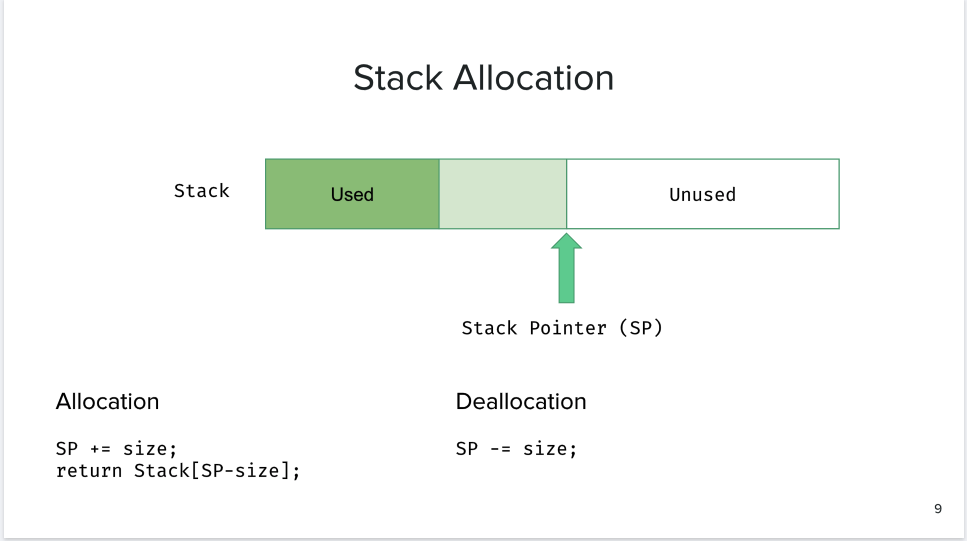 Stack Allocation
Stack
Used
Unused
Stack Pointer (SP)
Allocation
SP += size;
return Stack[SP-size];
Deallocation
SP -= size;
9